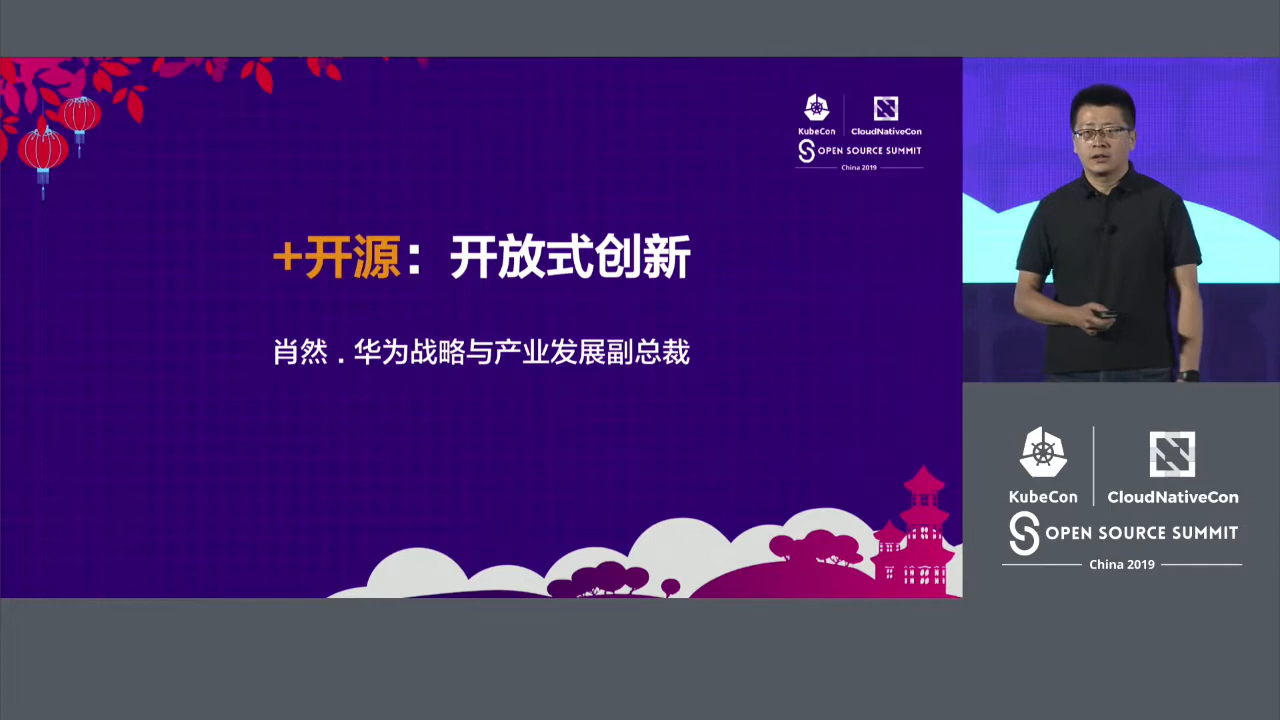 KubeCon
CloudNativeCon
OPEN SOURCE SUMMIT
China 2019
+开源：开放式创新
肖然 . 华为战略与产业发展副总裁
KubeCon
CloudNativeCon
OPEN SOURCE SUMMIT
China 2019